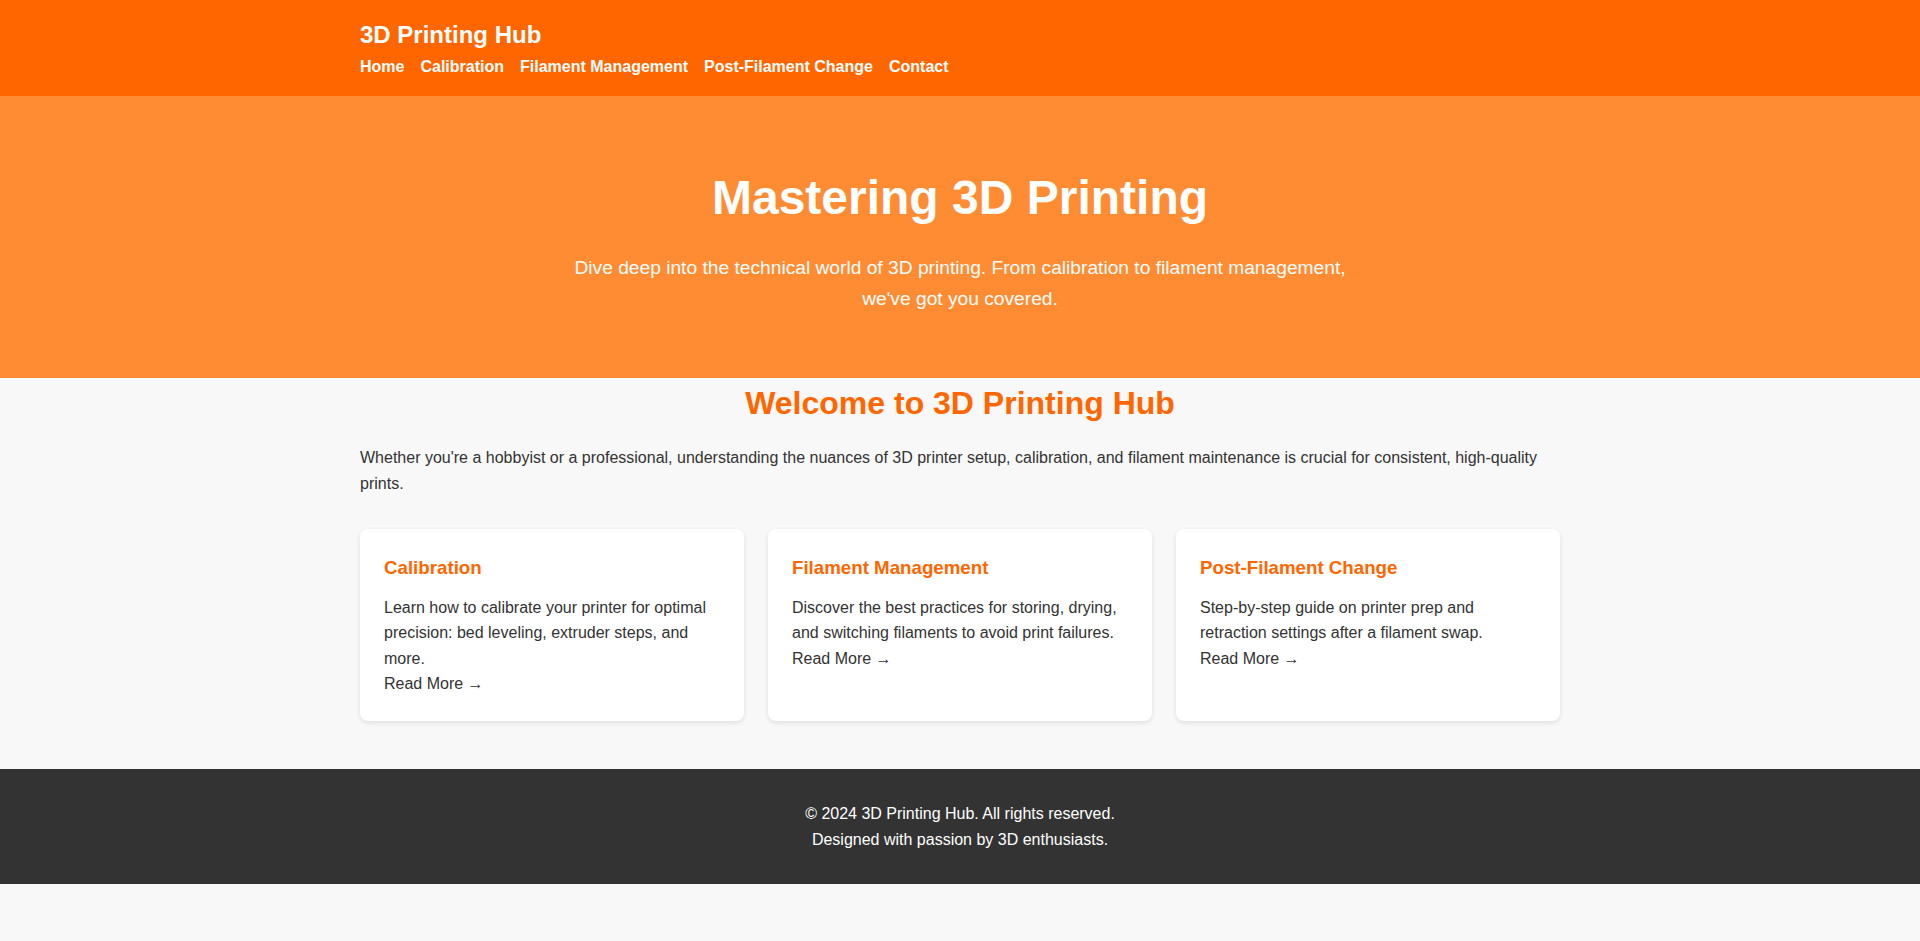 3D Printing Hub
Home Calibration Filament Management Post-Filament Change Contact
Mastering 3D Printing
Dive deep into the technical world of 3D printing. From calibration to filament management,
we've got you covered.
Welcome to 3D Printing Hub
Whether you're a hobbyist or a professional, understanding the nuances of 3D printer setup, calibration, and filament maintenance is crucial for consistent, high-quality
prints.
Calibration
Learn how to calibrate your printer for optimal
precision: bed leveling, extruder steps, and
more.
Read More →
Filament Management
Discover the best practices for storing, drying,
and switching filaments to avoid print failures.
Read More →
Post-Filament Change
Step-by-step guide on printer prep and
retraction settings after a filament swap.
Read More →
© 2024 3D Printing Hub. All rights reserved.
Designed with passion by 3D enthusiasts.